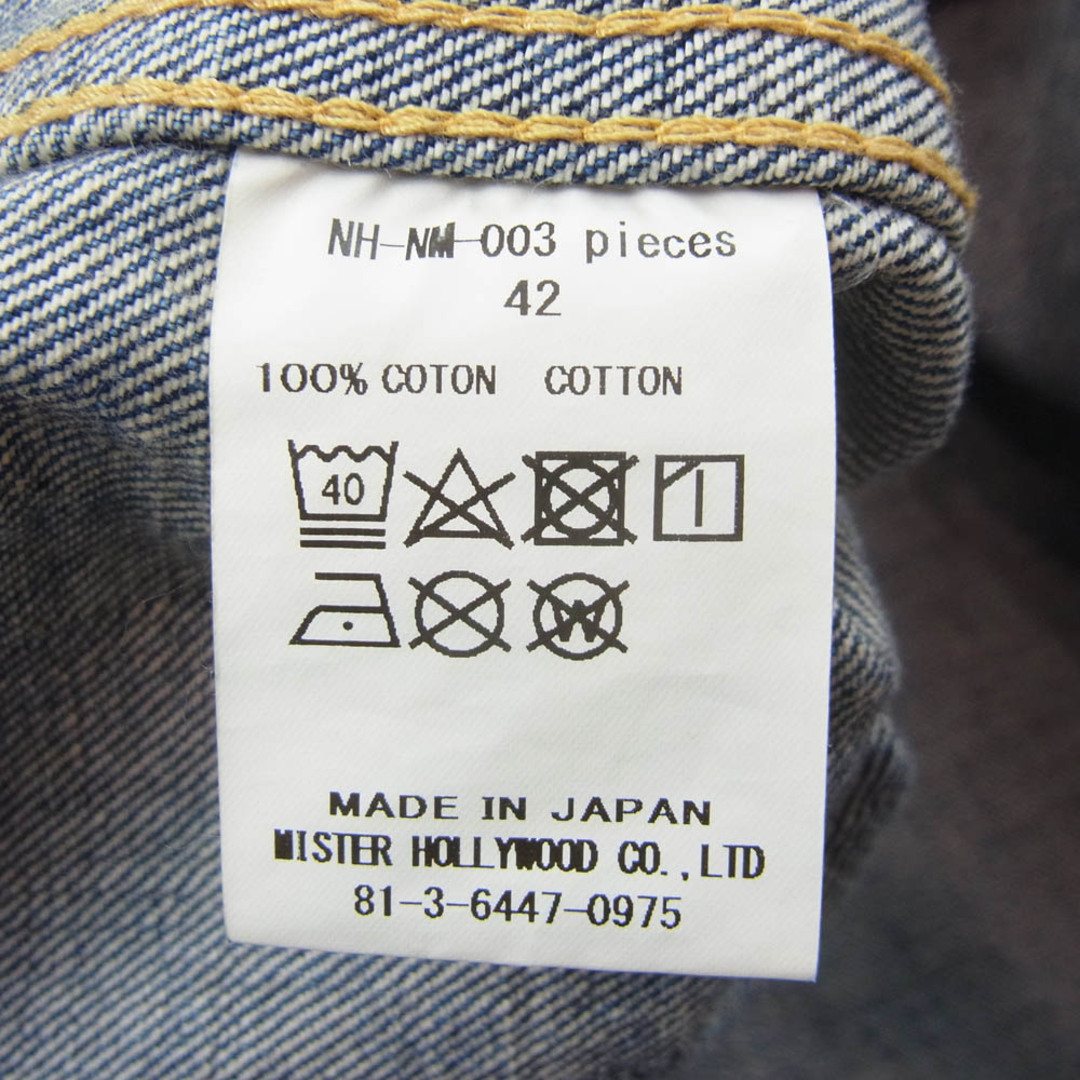 NH-NM-003 pieces
42
100% COTON COTTON
40
W
MADE IN JAPAN
MISTER HOLLYWOOD CO.,LTD
81-3-6447-0975